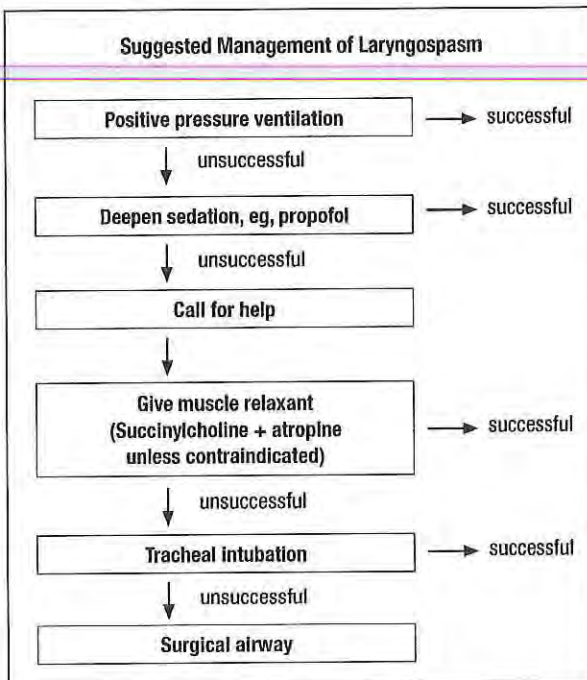 Suggested Management of Laryngospasm
Positive pressure ventilation
successful
unsuccessful
Deepen sedation, eg, propofol
successful
unsuccessful
Call for help
Give muscle relaxant
(Succinylcholine + atropine
unless contraindicated)
successful
unsuccessful
Tracheal intubation
successful
unsuccessful
Surgical airway